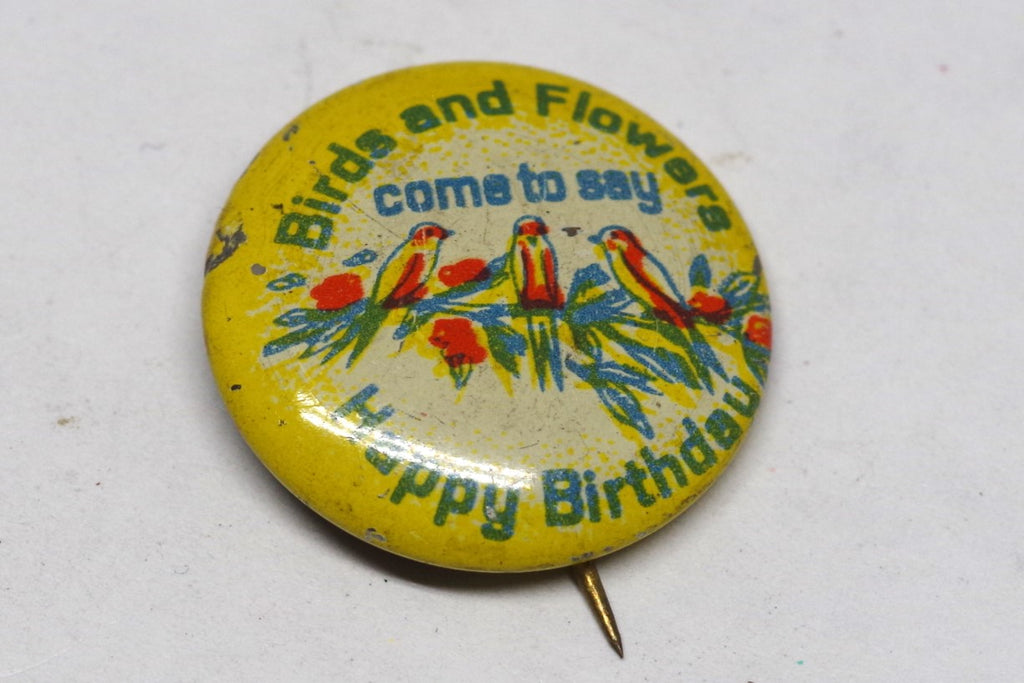 Birds and Flowers
come to say
Happy Birthday